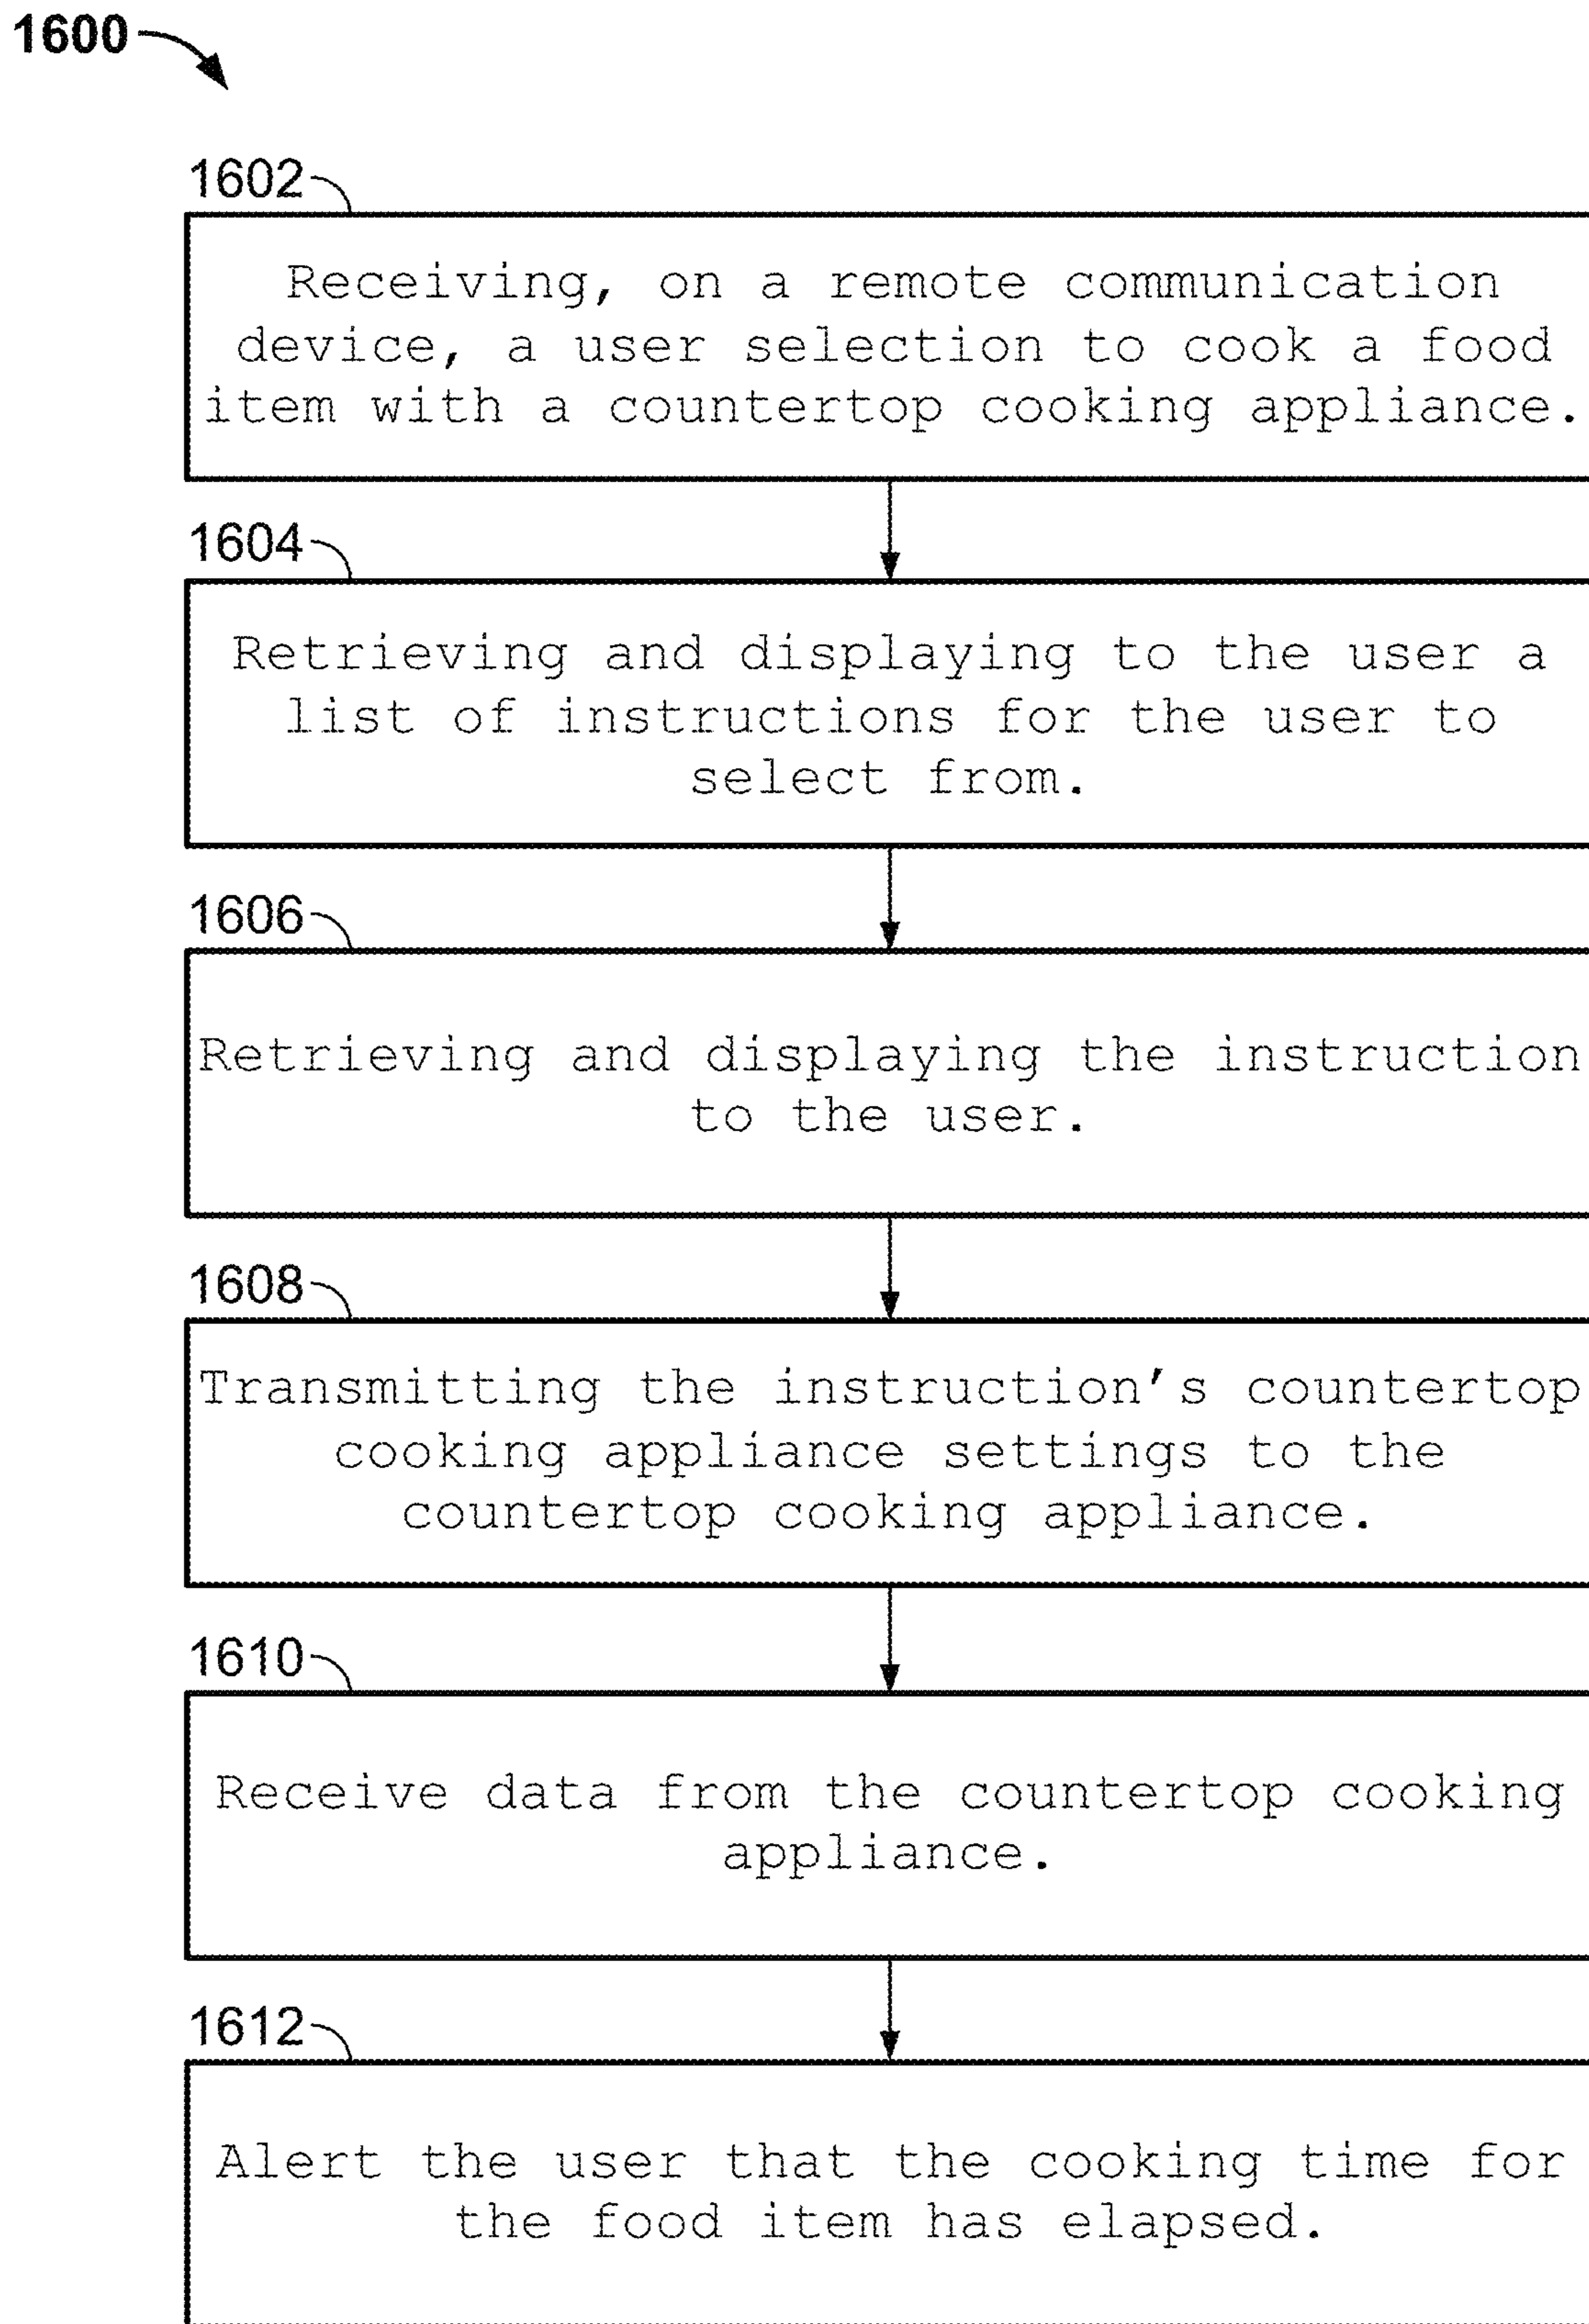 1600
1602
Receiving, on a remote communication
device, a user selection to cook a food
item with a countertop cooking appliance.
1604
Retrieving and displaying to the user a
list of instructions for the user to
select from.
1606
Retrieving and displaying the instruction
to the user.
1608
Transmitting the instruction's countertop
cooking appliance settings to the
countertop cooking appliance.
1610
Receive data from the countertop cooking
appliance.
1612
Alert the user that the cooking time for
the food item has elapsed.